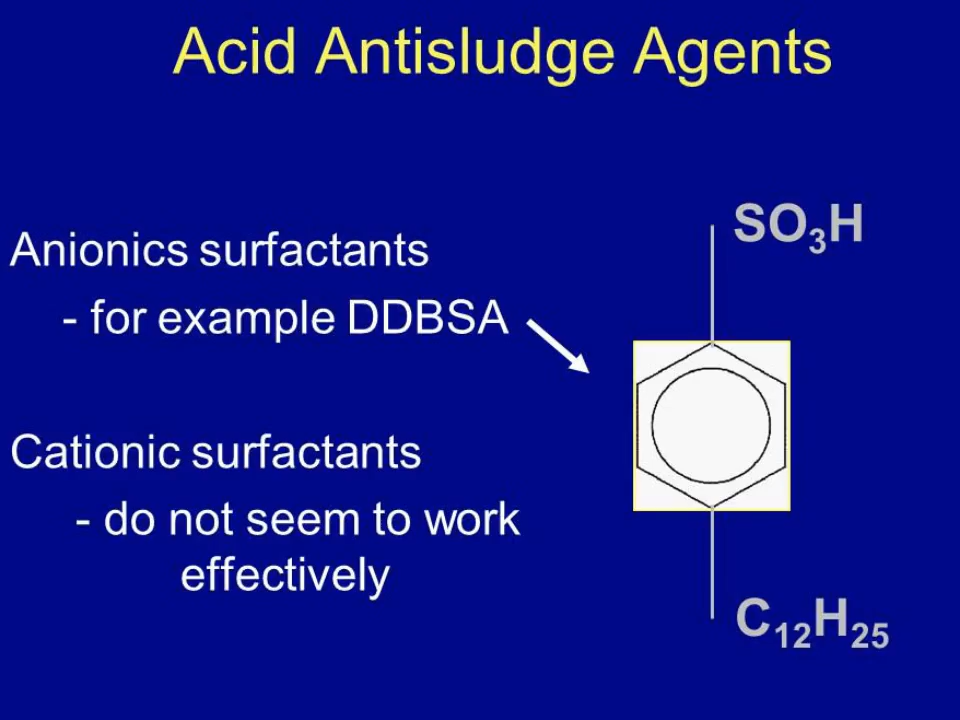 Acid Antisludge Agents
SO₃H
Anionics surfactants
- for example DDBSA
Cationic surfactants
- do not seem to work
effectively
C₁₂H₂₅